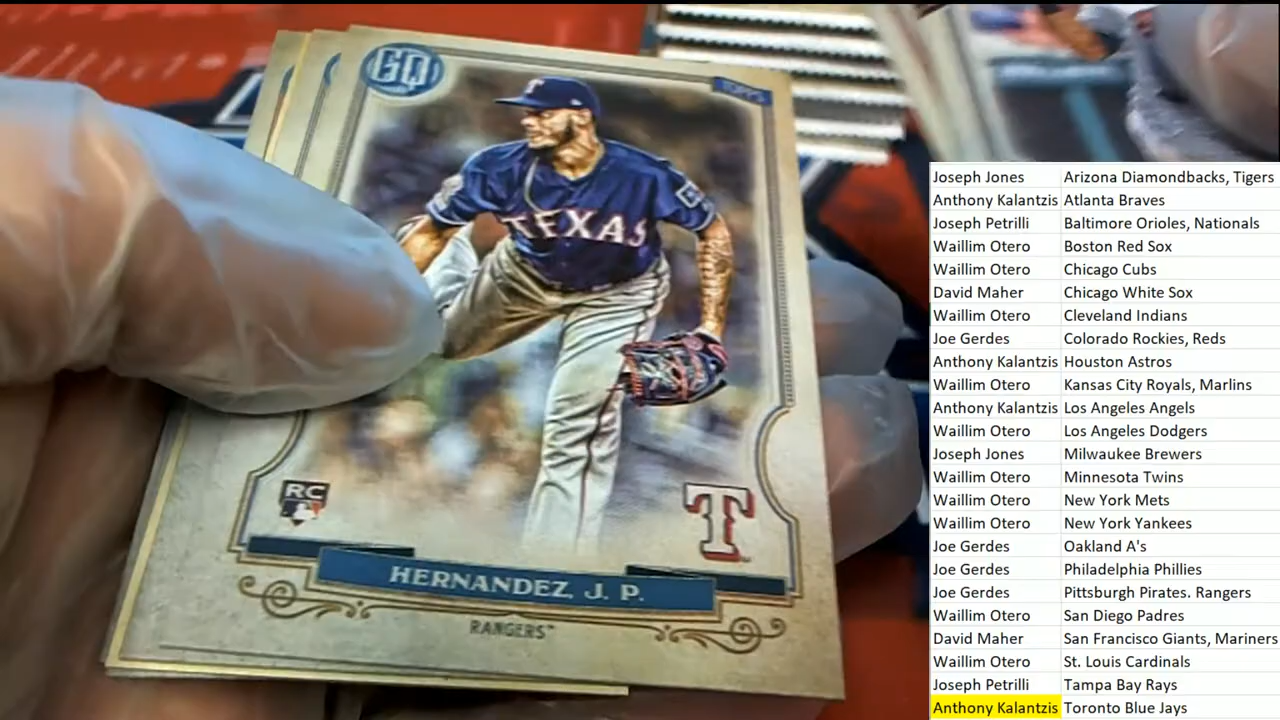 GQ
TOPPS
T
TEXAS
RC
T
HERNANDEZ, J. P.
RANGERS™
Joseph Jones Arizona Diamondbacks, Tigers
Anthony Kalantzis Atlanta Braves
Joseph Petrilli Baltimore Orioles, Nationals
Waillim Otero Boston Red Sox
Waillim Otero Chicago Cubs
David Maher Chicago White Sox
Waillim Otero Cleveland Indians
Joe Gerdes Colorado Rockies, Reds
Anthony Kalantzis Houston Astros
Waillim Otero Kansas City Royals, Marlins
Anthony Kalantzis Los Angeles Angels
Waillim Otero Los Angeles Dodgers
Joseph Jones Milwaukee Brewers
Waillim Otero Minnesota Twins
Waillim Otero New York Mets
Waillim Otero New York Yankees
Joe Gerdes Oakland A's
Joe Gerdes Philadelphia Phillies
Joe Gerdes Pittsburgh Pirates. Rangers
Waillim Otero San Diego Padres
David Maher San Francisco Giants, Mariners
Waillim Otero St. Louis Cardinals
Joseph Petrilli Tampa Bay Rays
Anthony Kalantzis Toronto Blue Jays